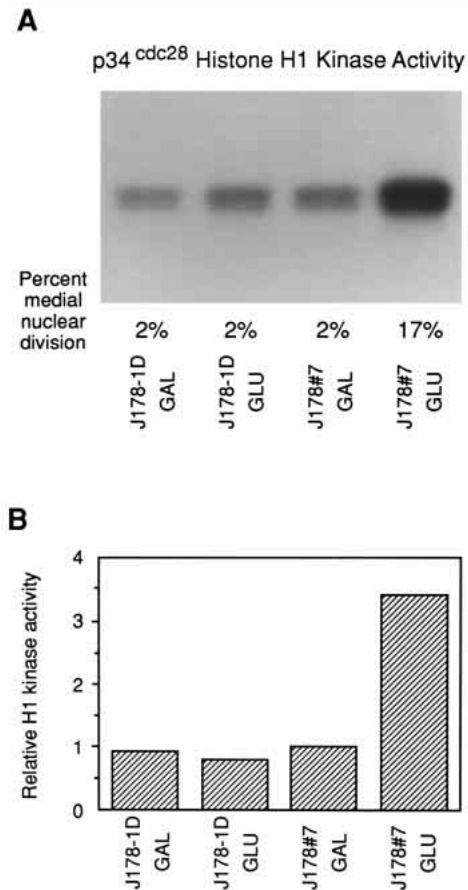 A
p34 cdc28 Histone H1 Kinase Activity
Percent
medial
nuclear
division
2% 2% 2% 17%
J178-1D
GAL
J178-1D
GLU
J178#7
GAL
J178#7
GLU
B
Relative H1 kinase activity
4
3
2
1
0
J178-1D
GAL
J178-1D
GLU
J178#7
GAL
J178#7
GLU